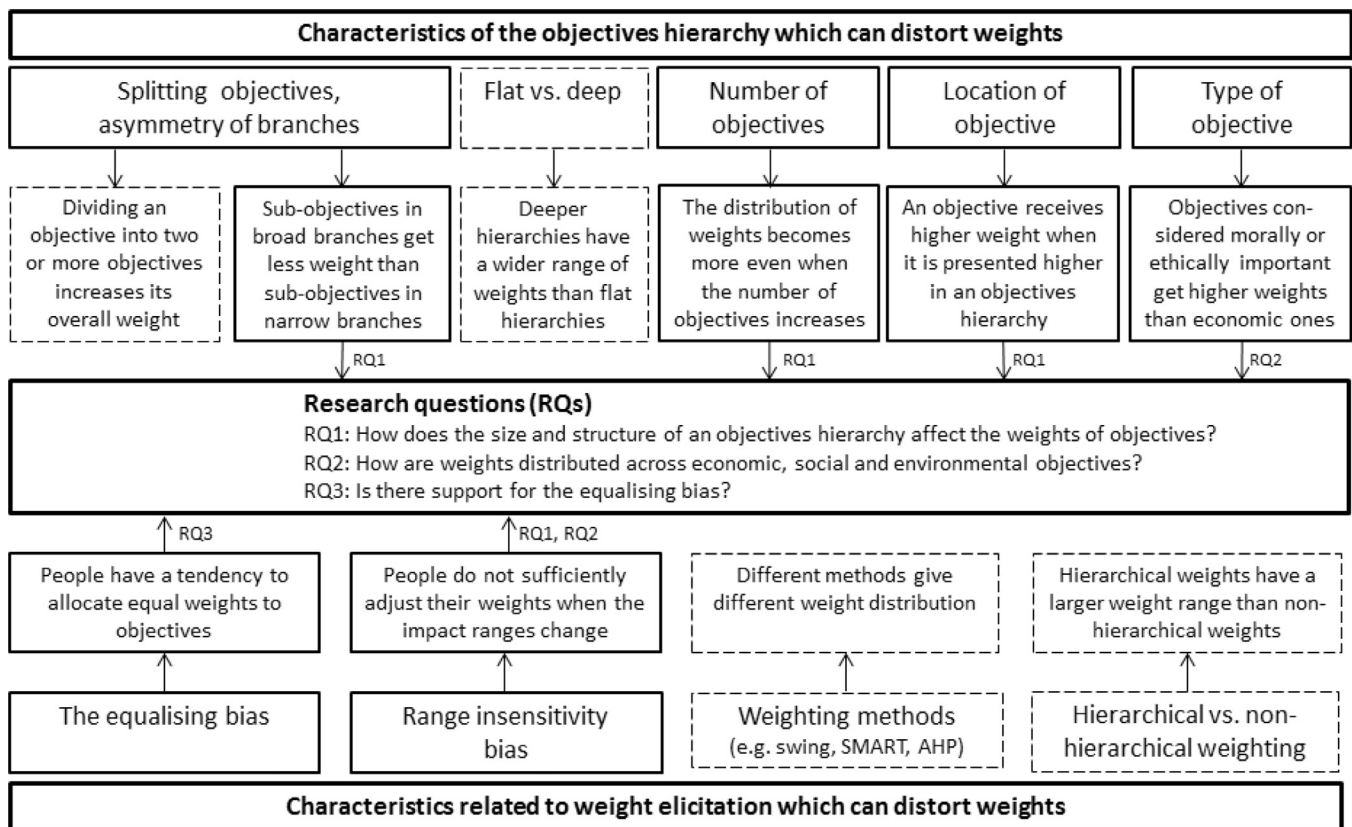 Characteristics of the objectives hierarchy which can distort weights
Splitting objectives,
asymmetry of branches
Flat vs. deep
Number of
objectives
Location of
objective
Type of
objective
Dividing an
objective into two
or more objectives
increases its
overall weight
Sub-objectives in
broad branches get
less weight than
sub-objectives in
narrow branches
Deeper
hierarchies have
a wider range of
weights than flat
hierarchies
The distribution of
weights becomes
more even when
the number of
objectives increases
An objective receives
higher weight when
it is presented higher
in an objectives
hierarchy
Objectives con-
sidered morally or
ethically important
get higher weights
than economic ones
RQ1
RQ1
RQ1
RQ2
Research questions (RQs)
RQ1: How does the size and structure of an objectives hierarchy affect the weights of objectives?
RQ2: How are weights distributed across economic, social and environmental objectives?
RQ3: Is there support for the equalising bias?
RQ3
RQ1, RQ2
People have a tendency to
allocate equal weights to
objectives
People do not sufficiently
adjust their weights when the
impact ranges change
Different methods give
different weight distribution
Hierarchical weights have a
larger weight range than non-
hierarchical weights
The equalising bias
Range insensitivity
bias
Weighting methods
(e.g. swing, SMART, AHP)
Hierarchical vs. non-
hierarchical weighting
Characteristics related to weight elicitation which can distort weights